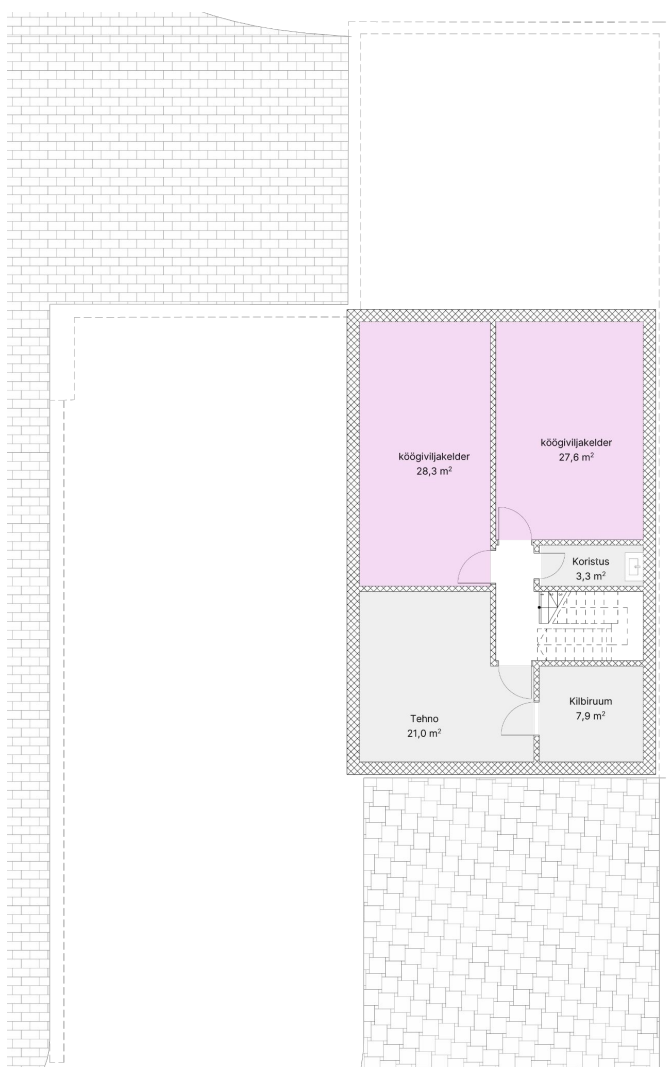 köögiviljakelder
28,3 m²
köögiviljakelder
27,6 m²
Koristus
3,3 m²
Kilbiruum
7,9 m²
Tehno
21,0 m²